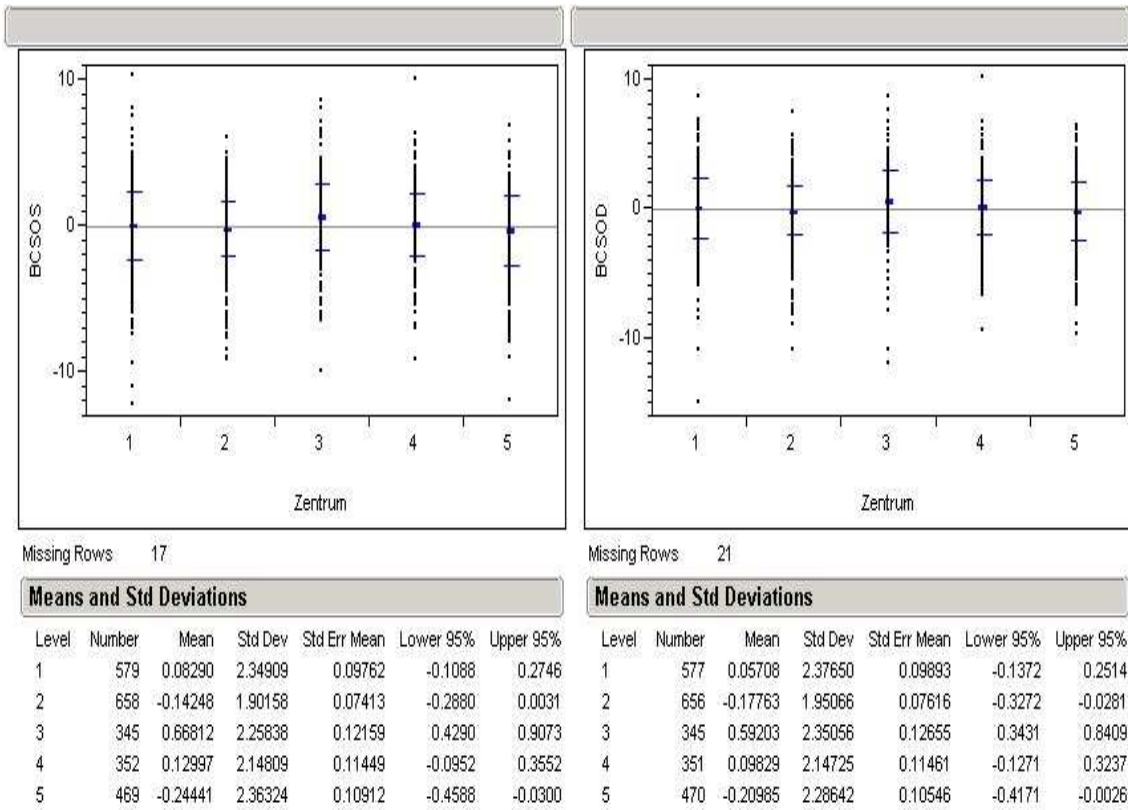 10
0
-10
BCSOS
1 2 3 4 5
Zentrum
Missing Rows 17
Means and Std Deviations
Level Number Mean Std Dev Std Err Mean Lower 95% Upper 95%
1 579 0.08290 2.34909 0.09762 -0.1088 0.2746
2 658 -0.14248 1.90158 0.07413 -0.2880 0.0031
3 345 0.66812 2.25838 0.12159 0.4290 0.9073
4 352 0.12997 2.14809 0.11449 -0.0952 0.3552
5 469 -0.24441 2.36324 0.10912 -0.4588 -0.0300
10
0
-10
BCSOD
1 2 3 4 5
Zentrum
Missing Rows 21
Means and Std Deviations
Level Number Mean Std Dev Std Err Mean Lower 95% Upper 95%
1 577 0.05708 2.37650 0.09893 -0.1372 0.2514
2 656 -0.17763 1.95066 0.07616 -0.3272 -0.0281
3 345 0.59203 2.35056 0.12655 0.3431 0.8409
4 351 0.09829 2.14725 0.11461 -0.1271 0.3237
5 470 -0.20985 2.28642 0.10546 -0.4171 -0.0026